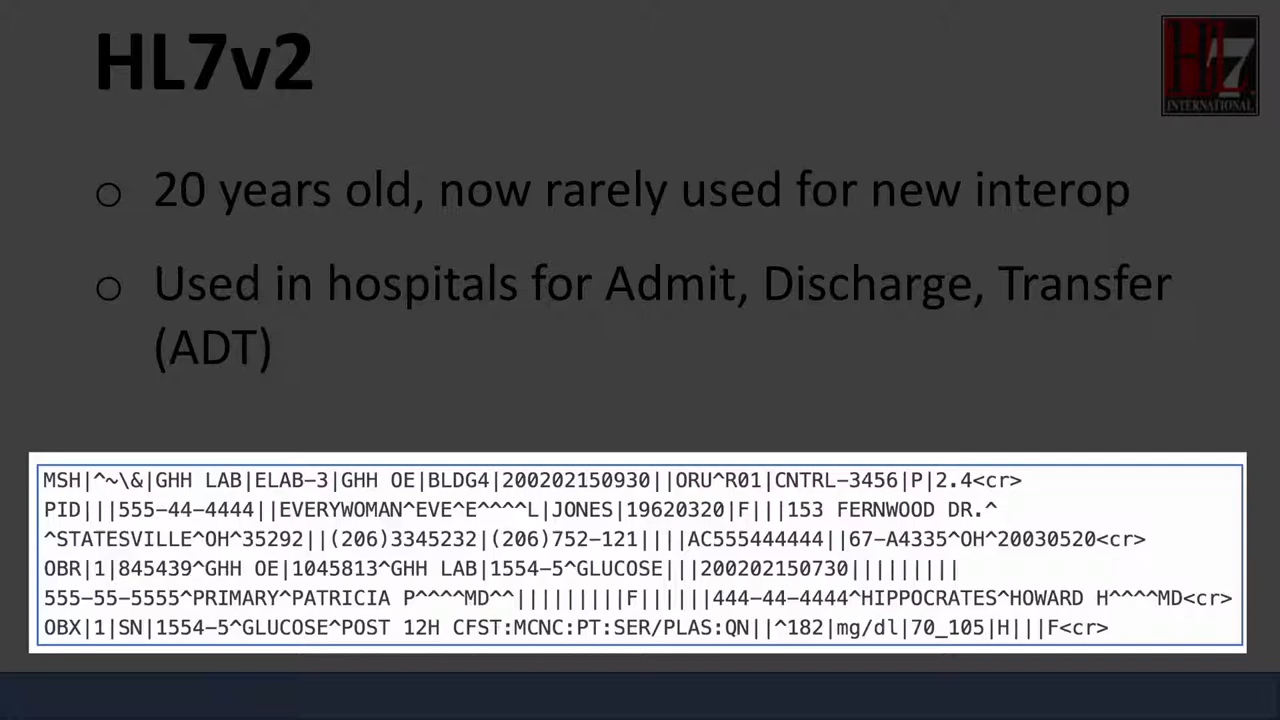 HL7v2
HL7
INTERNATIONAL
20 years old, now rarely used for new interop
Used in hospitals for Admit, Discharge, Transfer
(ADT)
MSH|^~\&|GHH LAB|ELAB-3|GHH OE|BLDG4|200202150930||ORU^R01|CNTRL-3456|P|2.4<cr>
PID|||555-44-4444||EVERYWOMAN^EVE^E^^^^L|JONES|19620320|F|||153 FERNWOOD DR.^
^STATESVILLE^OH^35292||(206)3345232|(206)752-121||||AC555444444||67-A4335^OH^20030520<cr>
OBR|1|845439^GHH OE|1045813^GHH LAB|1554-5^GLUCOSE|||200202150730|||||||||
555-55-5555^PRIMARY^PATRICIA P^^^^MD^^|||||||||F||||||444-44-4444^HIPPOCRATES^HOWARD H^^^^MD<cr>
OBX|1|SN|1554-5^GLUCOSE^POST 12H CFST:MCNC:PT:SER/PLAS:QN||^182|mg/dl|70_105|H|||F<cr>